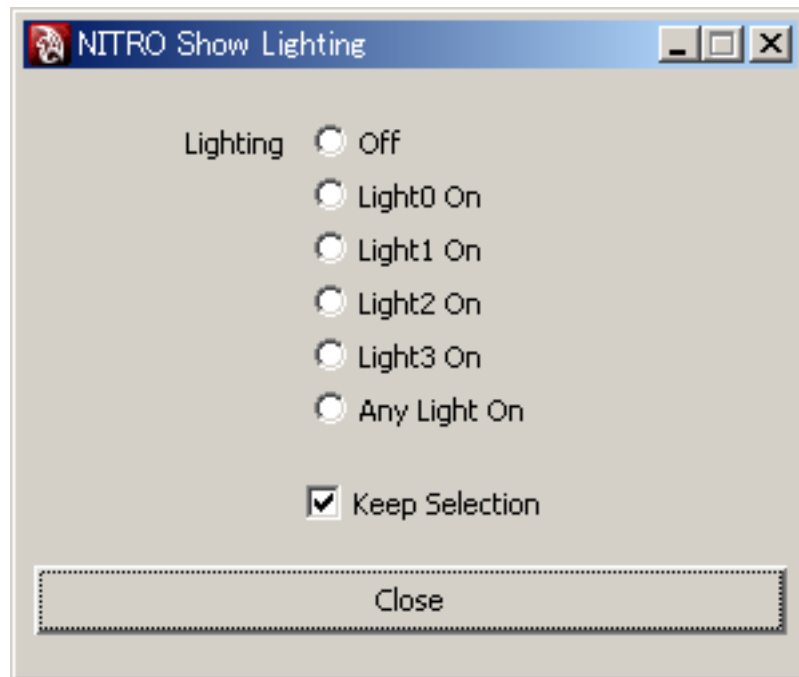 NITRO Show Lighting
Lighting Off
Light0 On
Light1 On
Light2 On
Light3 On
Any Light On
Keep Selection
Close